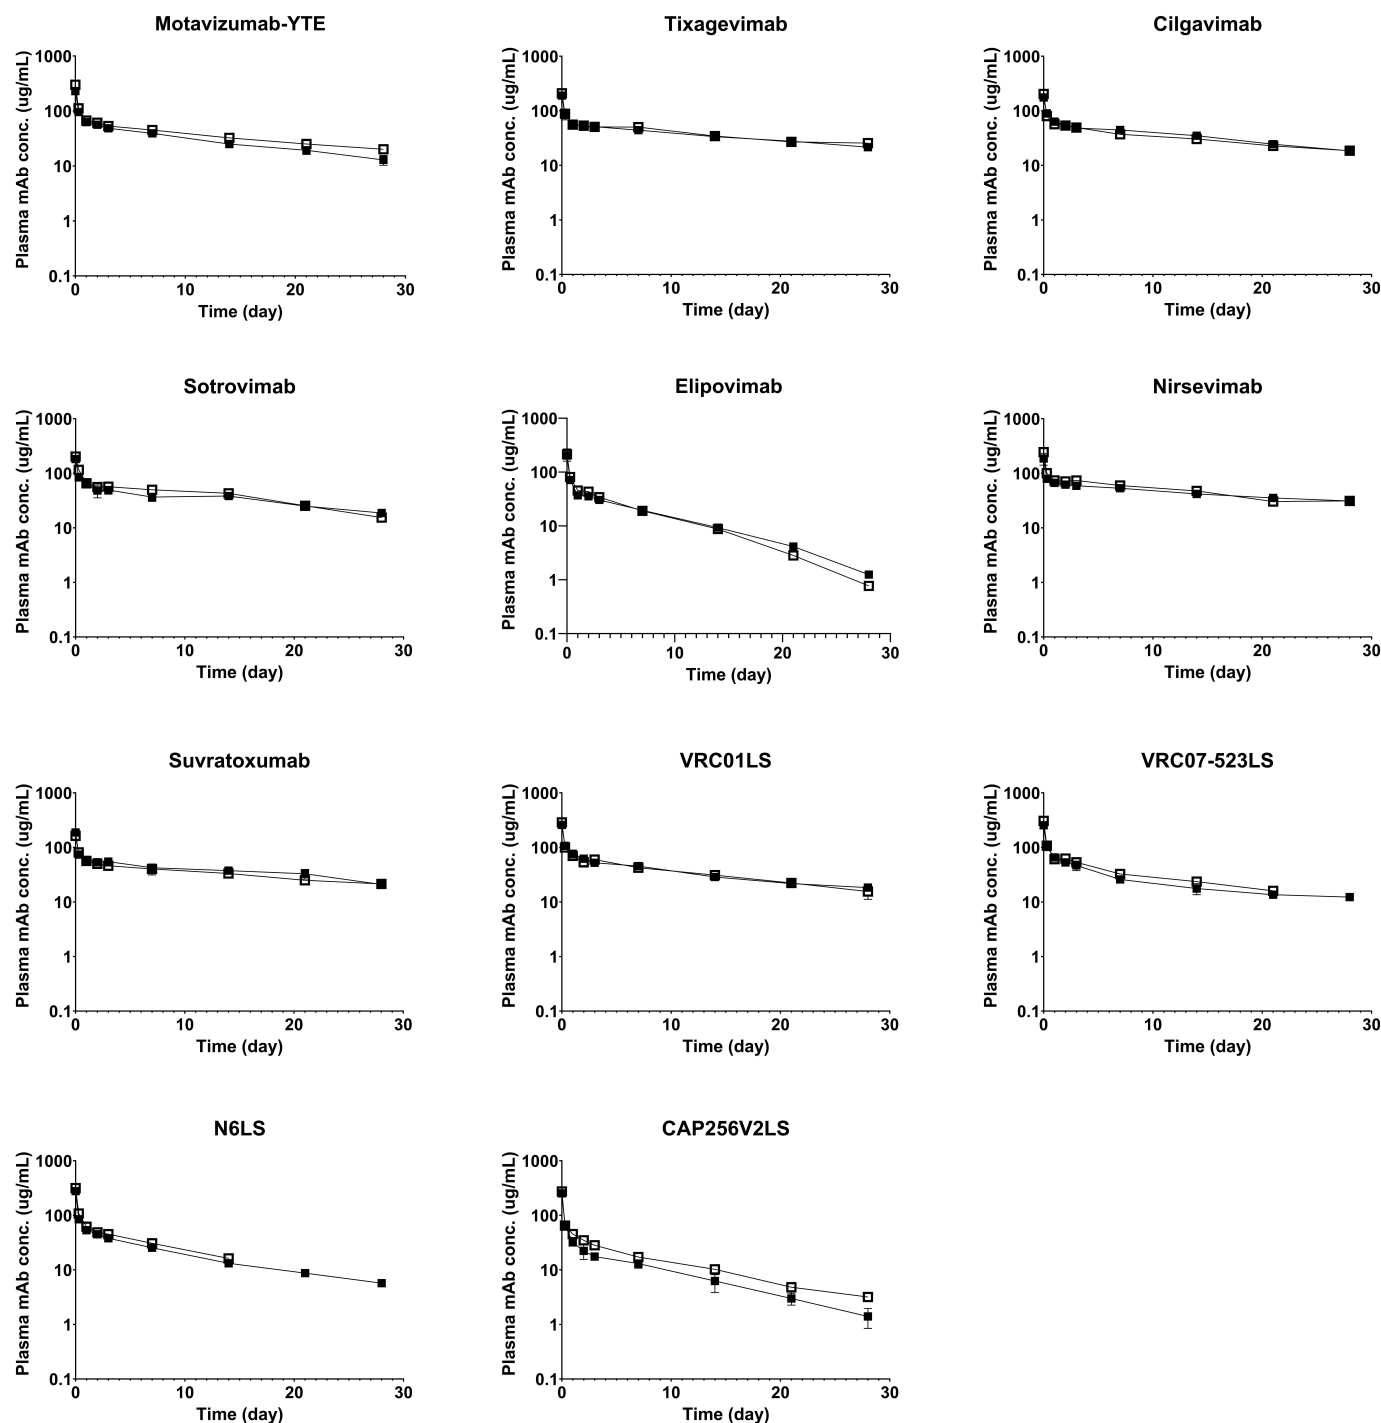 Motavizumab-YTE
Plasma mAb conc. (ug/mL)
1000
100
10
1
0.1
0 10 20 30
Time (day)
Tixagevimab
Plasma mAb conc. (ug/mL)
1000
100
10
1
0.1
0 10 20 30
Time (day)
Cilgavimab
Plasma mAb conc. (ug/mL)
1000
100
10
1
0.1
0 10 20 30
Time (day)
Sotrovimab
Plasma mAb conc. (ug/mL)
1000
100
10
1
0.1
0 10 20 30
Time (day)
Elipovimab
Plasma mAb conc. (ug/mL)
1000
100
10
1
0.1
0 10 20 30
Time (day)
Nirsevimab
Plasma mAb conc. (ug/mL)
1000
100
10
1
0.1
0 10 20 30
Time (day)
Suvratoxumab
Plasma mAb conc. (ug/mL)
1000
100
10
1
0.1
0 10 20 30
Time (day)
VRC01LS
Plasma mAb conc. (ug/mL)
1000
100
10
1
0.1
0 10 20 30
Time (day)
VRC07-523LS
Plasma mAb conc. (ug/mL)
1000
100
10
1
0.1
0 10 20 30
Time (day)
N6LS
Plasma mAb conc. (ug/mL)
1000
100
10
1
0.1
0 10 20 30
Time (day)
CAP256V2LS
Plasma mAb conc. (ug/mL)
1000
100
10
1
0.1
0 10 20 30
Time (day)